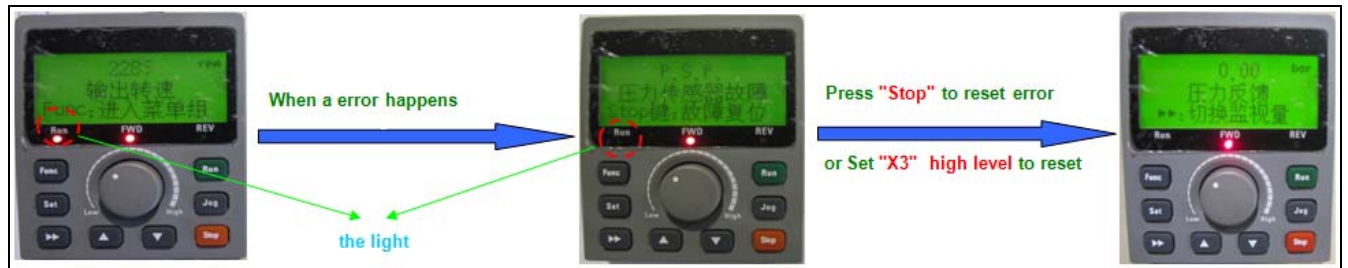 2285 rpm
输出转速
Func:进入菜单组
Run FWD REV
Func Run
Set Jog
Low High
Stop
When a error happens
the light
P.S.F.
压力传感器故障
Stop键:故障复位
Run FWD REV
Func Run
Set Jog
Low High
Stop
Press "Stop" to reset error
or Set "X3" high level to reset
0.00 bar
压力反馈
▶▶:切换监视量
Run FWD REV
Func Run
Set Jog
Low High
Stop